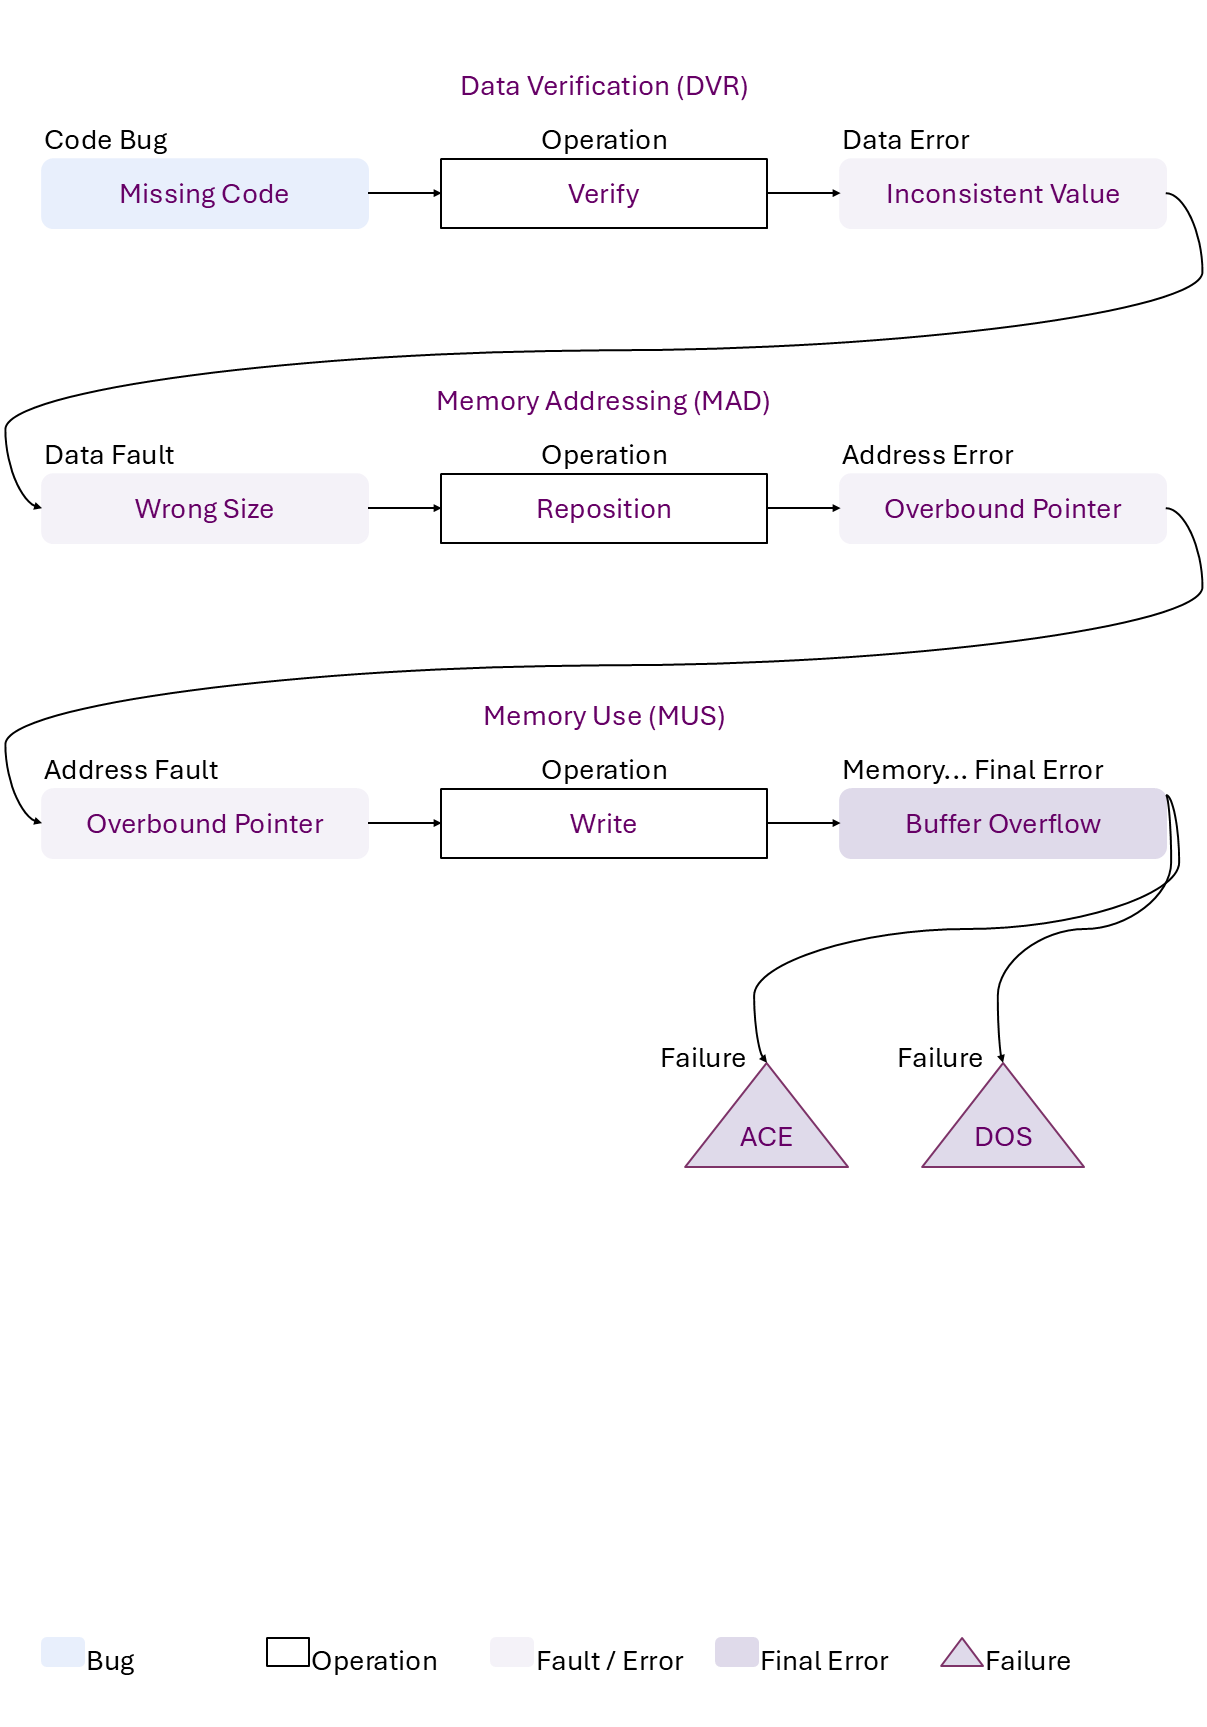 Data Verification (DVR)
Code Bug
Operation
Data Error
Missing Code
Verify
Inconsistent Value
Memory Addressing (MAD)
Data Fault
Operation
Address Error
Wrong Size
Reposition
Overbound Pointer
Memory Use (MUS)
Address Fault
Operation
Memory... Final Error
Overbound Pointer
Write
Buffer Overflow
Failure
Failure
ACE
DOS
Bug
Operation
Fault / Error
Final Error
Failure